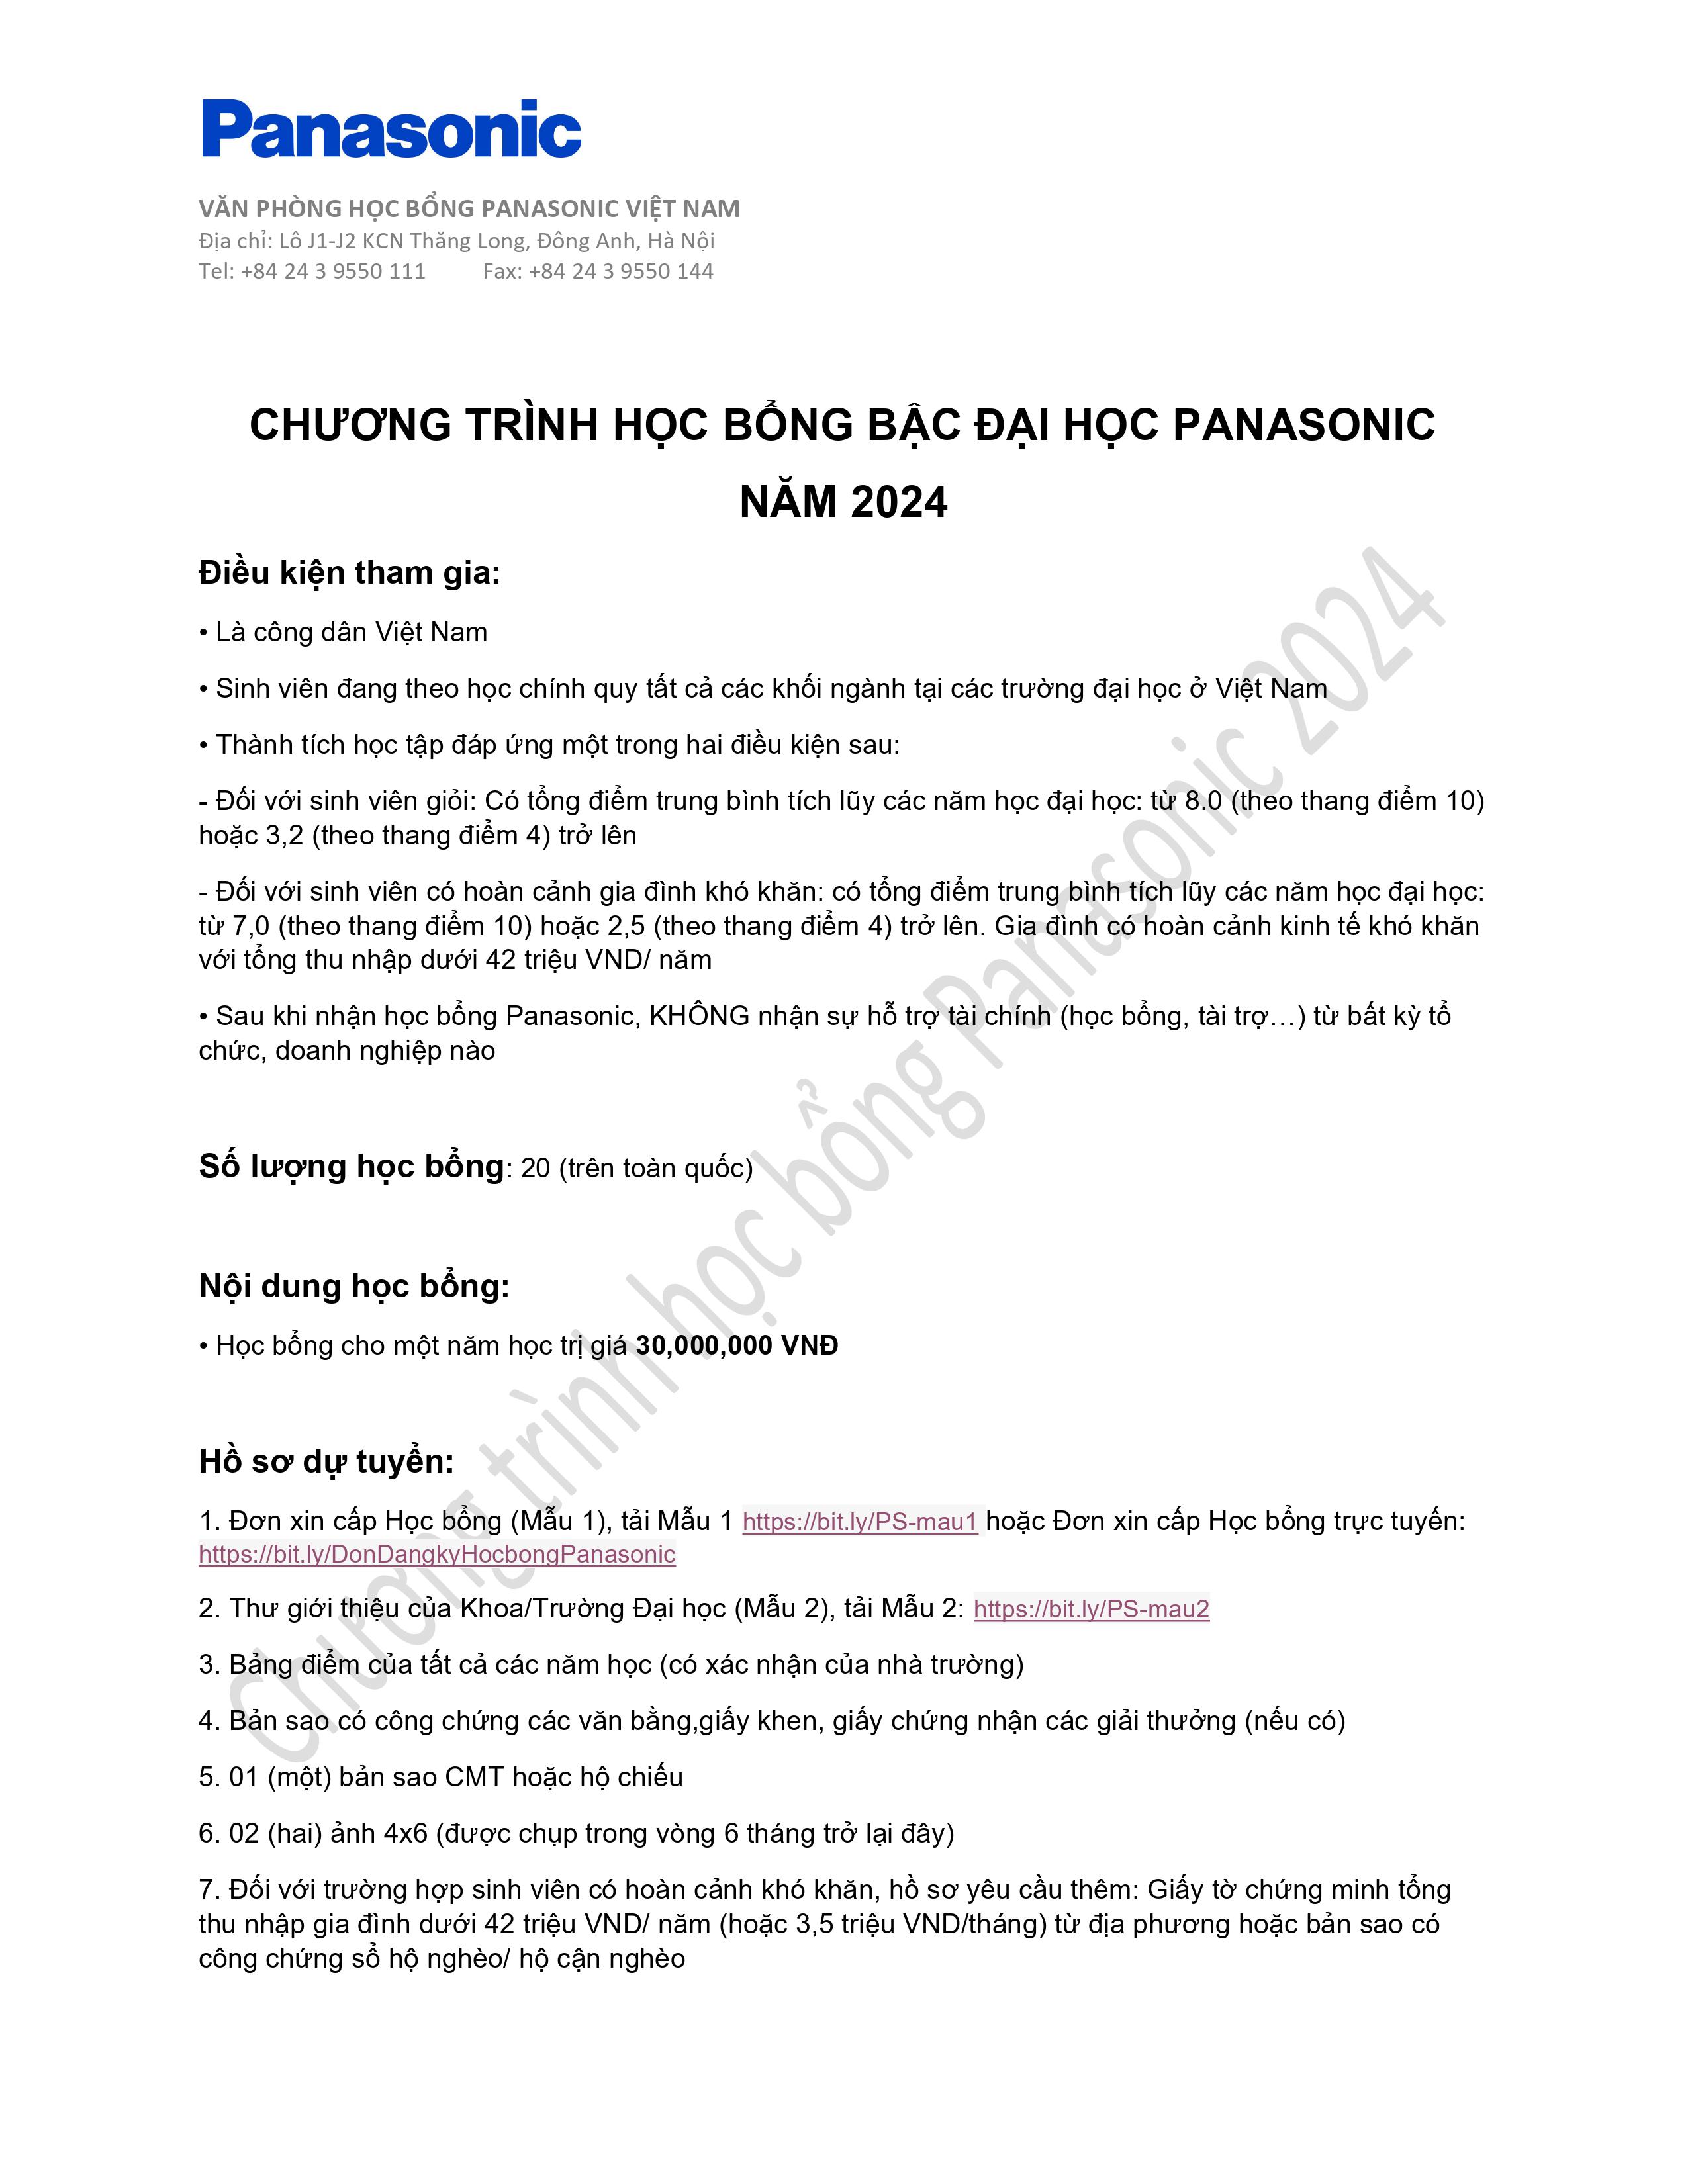 Panasonic
VĂN PHÒNG HỌC BỔNG PANASONIC VIỆT NAM
Địa chỉ: Lô J1-J2 KCN Thăng Long, Đông Anh, Hà Nội
Tel: +84 24 3 9550 111 Fax: +84 24 3 9550 144
CHƯƠNG TRÌNH HỌC BỔNG BẬC ĐẠI HỌC PANASONIC
NĂM 2024
Điều kiện tham gia:
• Là công dân Việt Nam
• Sinh viên đang theo học chính quy tất cả các khối ngành tại các trường đại học ở Việt Nam
• Thành tích học tập đáp ứng một trong hai điều kiện sau:
- Đối với sinh viên giỏi: Có tổng điểm trung bình tích lũy các năm học đại học: từ 8.0 (theo thang điểm 10)
hoặc 3,2 (theo thang điểm 4) trở lên
- Đối với sinh viên có hoàn cảnh gia đình khó khăn: có tổng điểm trung bình tích lũy các năm học đại học:
từ 7,0 (theo thang điểm 10) hoặc 2,5 (theo thang điểm 4) trở lên. Gia đình có hoàn cảnh kinh tế khó khăn
với tổng thu nhập dưới 42 triệu VND/ năm
• Sau khi nhận học bổng Panasonic, KHÔNG nhận sự hỗ trợ tài chính (học bổng, tài trợ…) từ bất kỳ tổ
chức, doanh nghiệp nào
Số lượng học bổng: 20 (trên toàn quốc)
Nội dung học bổng:
• Học bổng cho một năm học trị giá 30,000,000 VNĐ
Hồ sơ dự tuyển:
1. Đơn xin cấp Học bổng (Mẫu 1), tải Mẫu 1 https://bit.ly/PS-mau1 hoặc Đơn xin cấp Học bổng trực tuyến:
https://bit.ly/DonDangkyHocbongPanasonic
2. Thư giới thiệu của Khoa/Trường Đại học (Mẫu 2), tải Mẫu 2: https://bit.ly/PS-mau2
3. Bảng điểm của tất cả các năm học (có xác nhận của nhà trường)
4. Bản sao có công chứng các văn bằng,giấy khen, giấy chứng nhận các giải thưởng (nếu có)
5. 01 (một) bản sao CMT hoặc hộ chiếu
6. 02 (hai) ảnh 4x6 (được chụp trong vòng 6 tháng trở lại đây)
7. Đối với trường hợp sinh viên có hoàn cảnh khó khăn, hồ sơ yêu cầu thêm: Giấy tờ chứng minh tổng
thu nhập gia đình dưới 42 triệu VND/ năm (hoặc 3,5 triệu VND/tháng) từ địa phương hoặc bản sao có
công chứng sổ hộ nghèo/ hộ cận nghèo
Chương trình học bổng Panasonic 2024